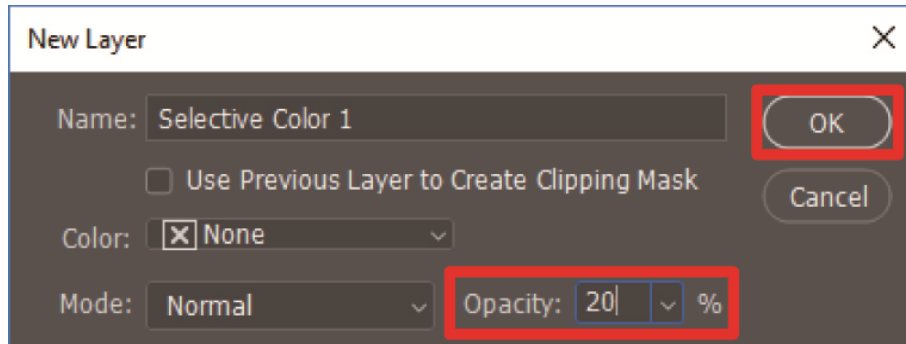 New Layer
Name: Selective Color 1
OK
Use Previous Layer to Create Clipping Mask
Cancel
Color: None
Mode: Normal Opacity: 20 %